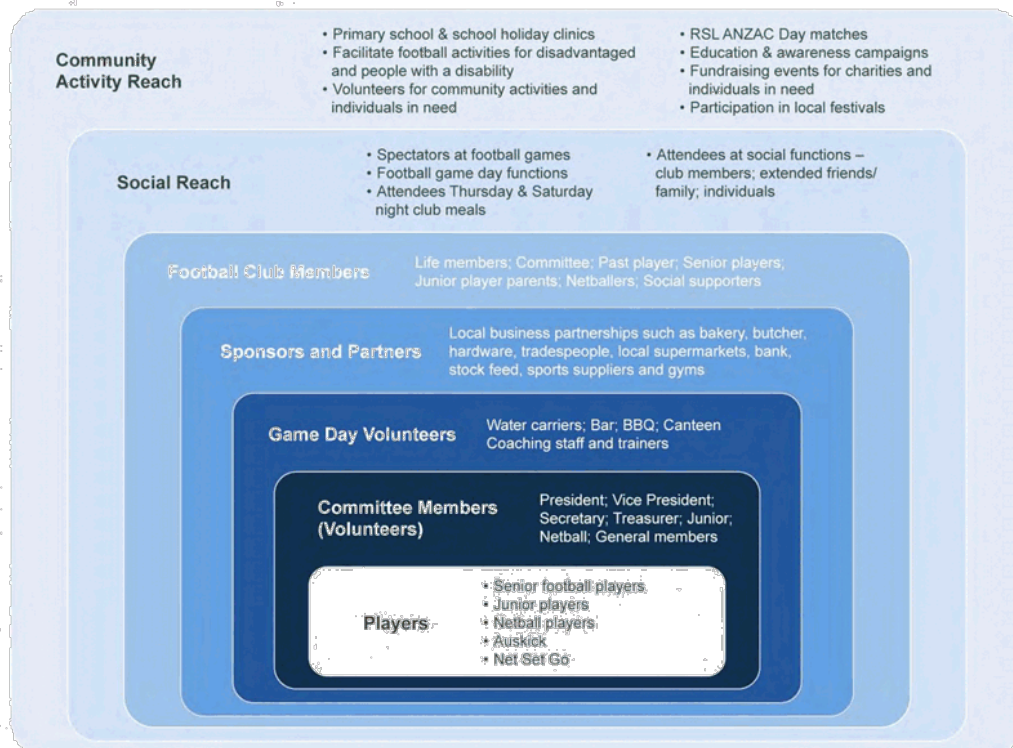 Community
Activity Reach
• Primary school & school holiday clinics
• Facilitate football activities for disadvantaged
and people with a disability
• Volunteers for community activities and
individuals in need
• RSL ANZAC Day matches
• Education & awareness campaigns
• Fundraising events for charities and
individuals in need
• Participation in local festivals
Social Reach
• Spectators at football games
• Football game day functions
• Attendees Thursday & Saturday
night club meals
• Attendees at social functions –
club members; extended friends/
family; individuals
Football Club Members
Life members; Committee; Past player; Senior players;
Junior player parents; Netballers; Social supporters
Sponsors and Partners
Local business partnerships such as bakery, butcher,
hardware, tradespeople, local supermarkets, bank,
stock feed, sports suppliers and gyms
Game Day Volunteers
Water carriers; Bar; BBQ; Canteen
Coaching staff and trainers
Committee Members
(Volunteers)
President; Vice President;
Secretary; Treasurer; Junior;
Netball; General members
Players
• Senior football players
• Junior players
• Netball players
• Auskick
• Net Set Go